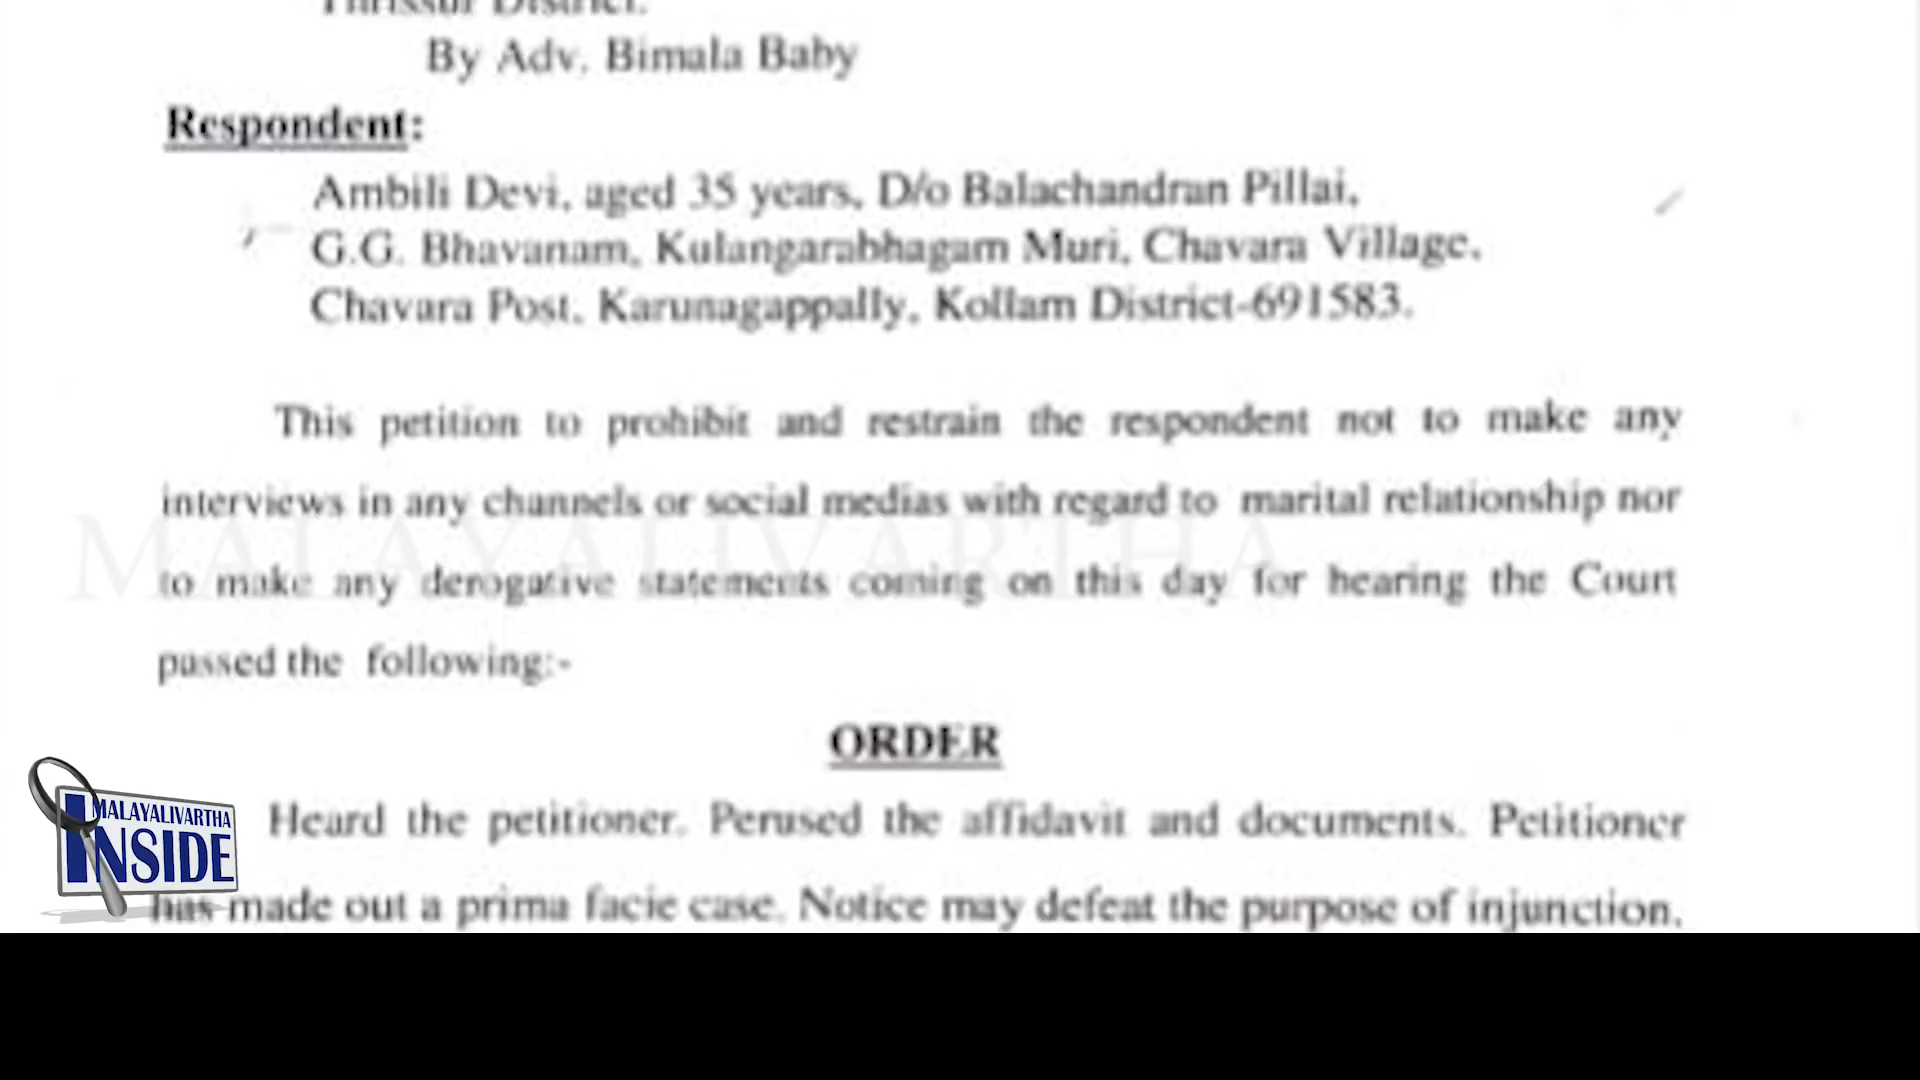 Thrissur District.
By Adv. Bimala Baby
Respondent:
Ambili Devi, aged 35 years, D/o Balachandran Pillai,
G.G. Bhavanam, Kulangarabhagam Muri, Chavara Village,
Chavara Post, Karunagappally, Kollam District-691583.
This petition to prohibit and restrain the respondent not to make any
interviews in any channels or social medias with regard to marital relationship nor
to make any derogative statements coming on this day for hearing the Court
passed the following:-
MALAYALIVARTHA
ORDER
Heard the petitioner. Perused the affidavit and documents. Petitioner
has made out a prima facie case. Notice may defeat the purpose of injunction.
MALAYALIVARTHA
INSIDE